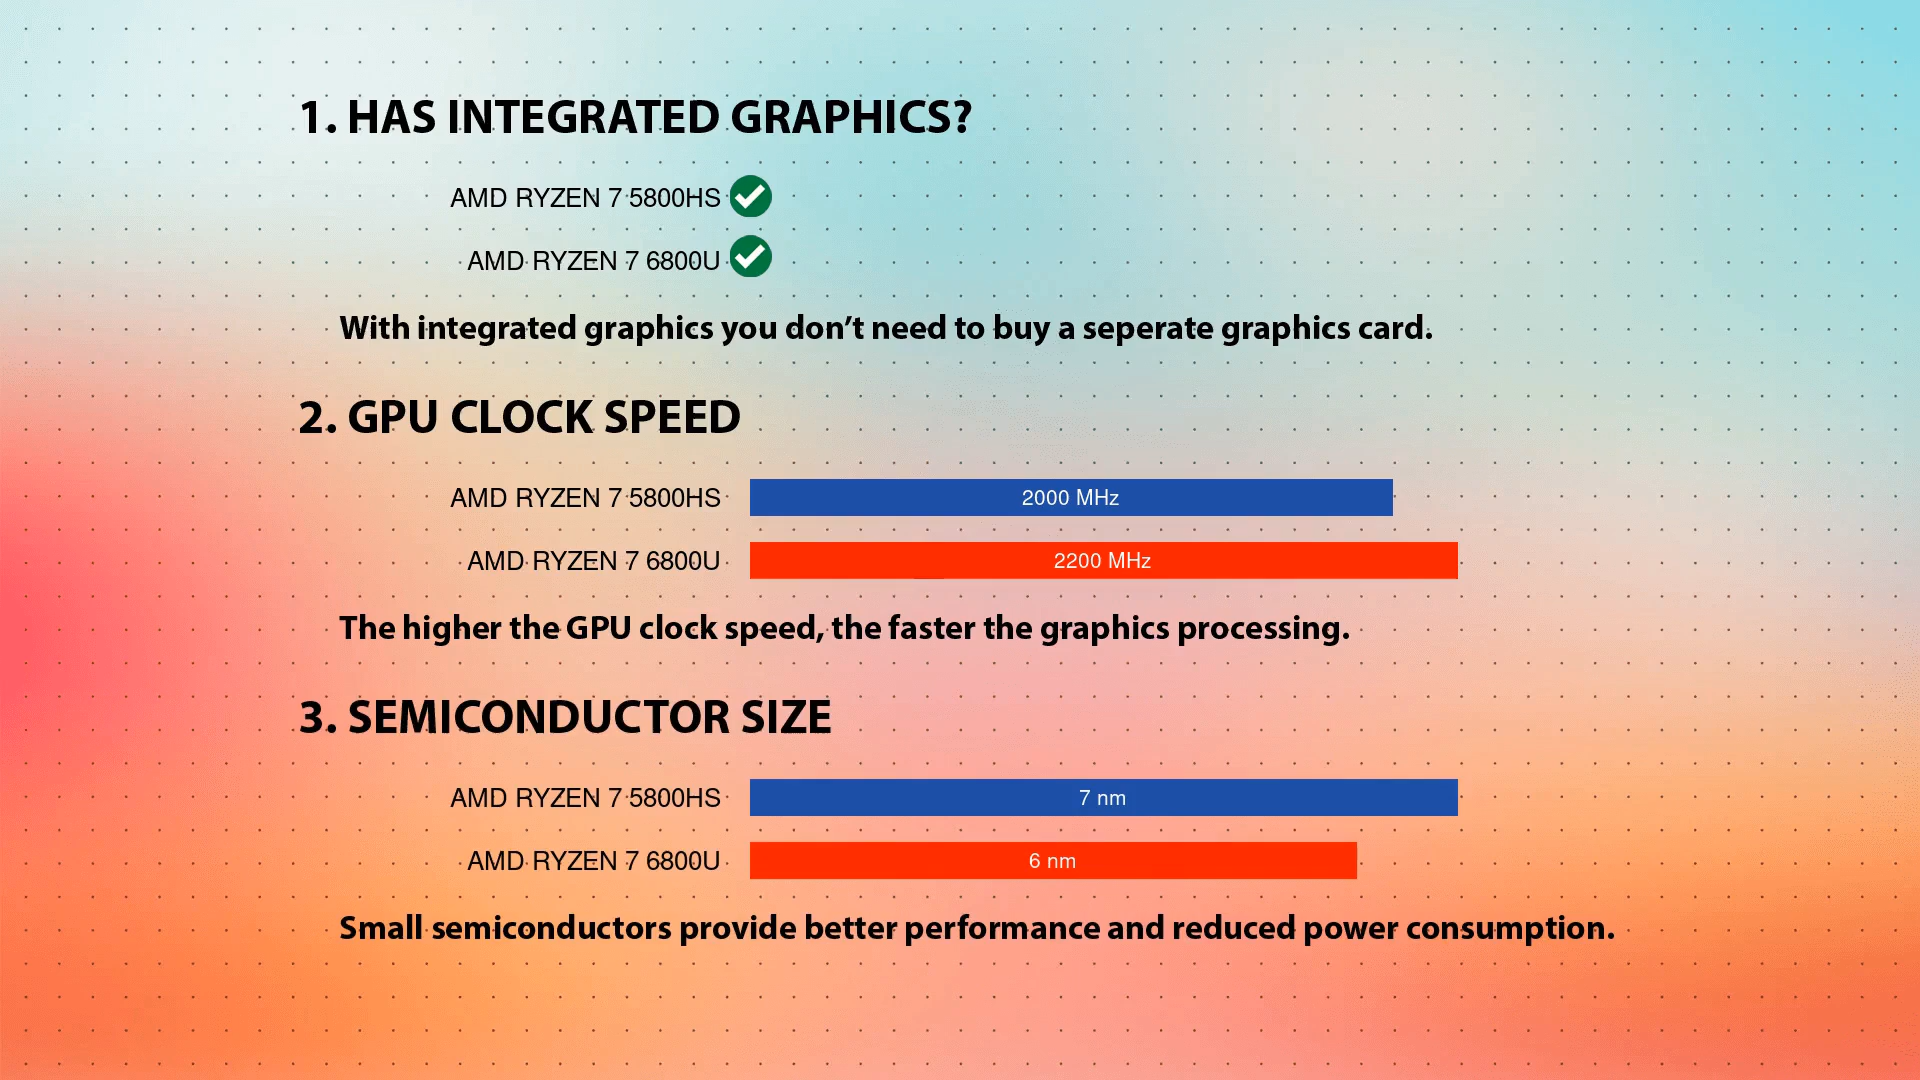 1. HAS INTEGRATED GRAPHICS?
AMD RYZEN 7 5800HS
AMD RYZEN 7 6800U
With integrated graphics you don’t need to buy a seperate graphics card.
2. GPU CLOCK SPEED
AMD RYZEN 7 5800HS 2000 MHz
AMD RYZEN 7 6800U 2200 MHz
The higher the GPU clock speed, the faster the graphics processing.
3. SEMICONDUCTOR SIZE
AMD RYZEN 7 5800HS 7 nm
AMD RYZEN 7 6800U 6 nm
Small semiconductors provide better performance and reduced power consumption.